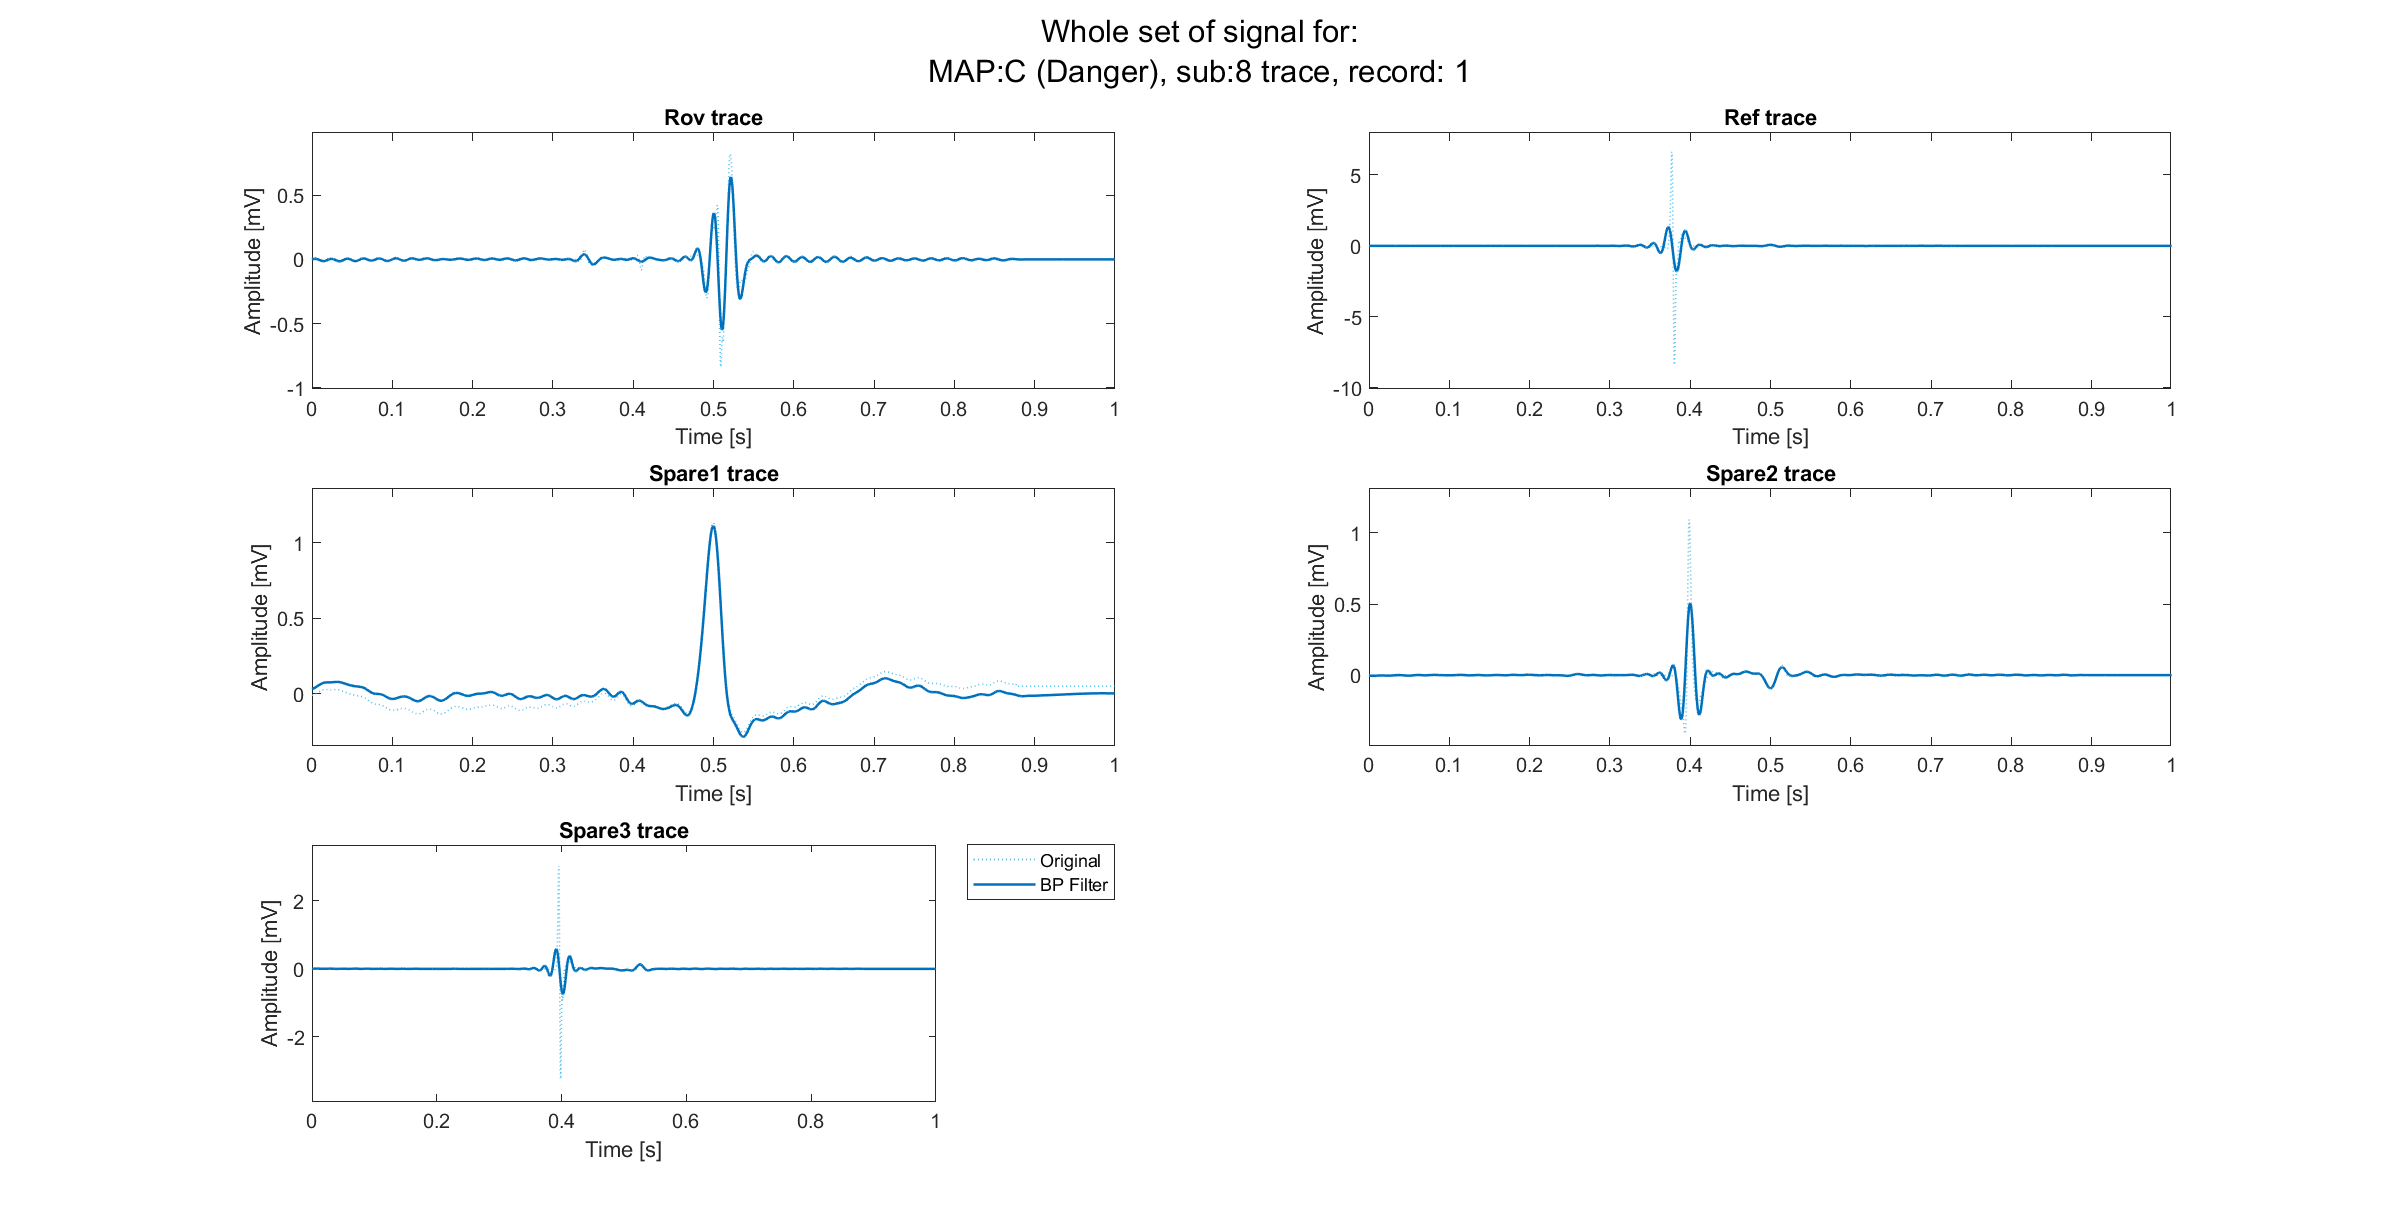 Whole set of signal for:
MAP:C (Danger), sub:8 trace, record: 1
Rov trace
Amplitude [mV]
0.5
0
-0.5
-1
0 0.1 0.2 0.3 0.4 0.5 0.6 0.7 0.8 0.9 1
Time [s]
Ref trace
Amplitude [mV]
5
0
-5
-10
0 0.1 0.2 0.3 0.4 0.5 0.6 0.7 0.8 0.9 1
Time [s]
Spare1 trace
Amplitude [mV]
1
0.5
0
0 0.1 0.2 0.3 0.4 0.5 0.6 0.7 0.8 0.9 1
Time [s]
Spare2 trace
Amplitude [mV]
1
0.5
0
0 0.1 0.2 0.3 0.4 0.5 0.6 0.7 0.8 0.9 1
Time [s]
Spare3 trace
Amplitude [mV]
2
0
-2
0 0.2 0.4 0.6 0.8 1
Time [s]
Original
BP Filter